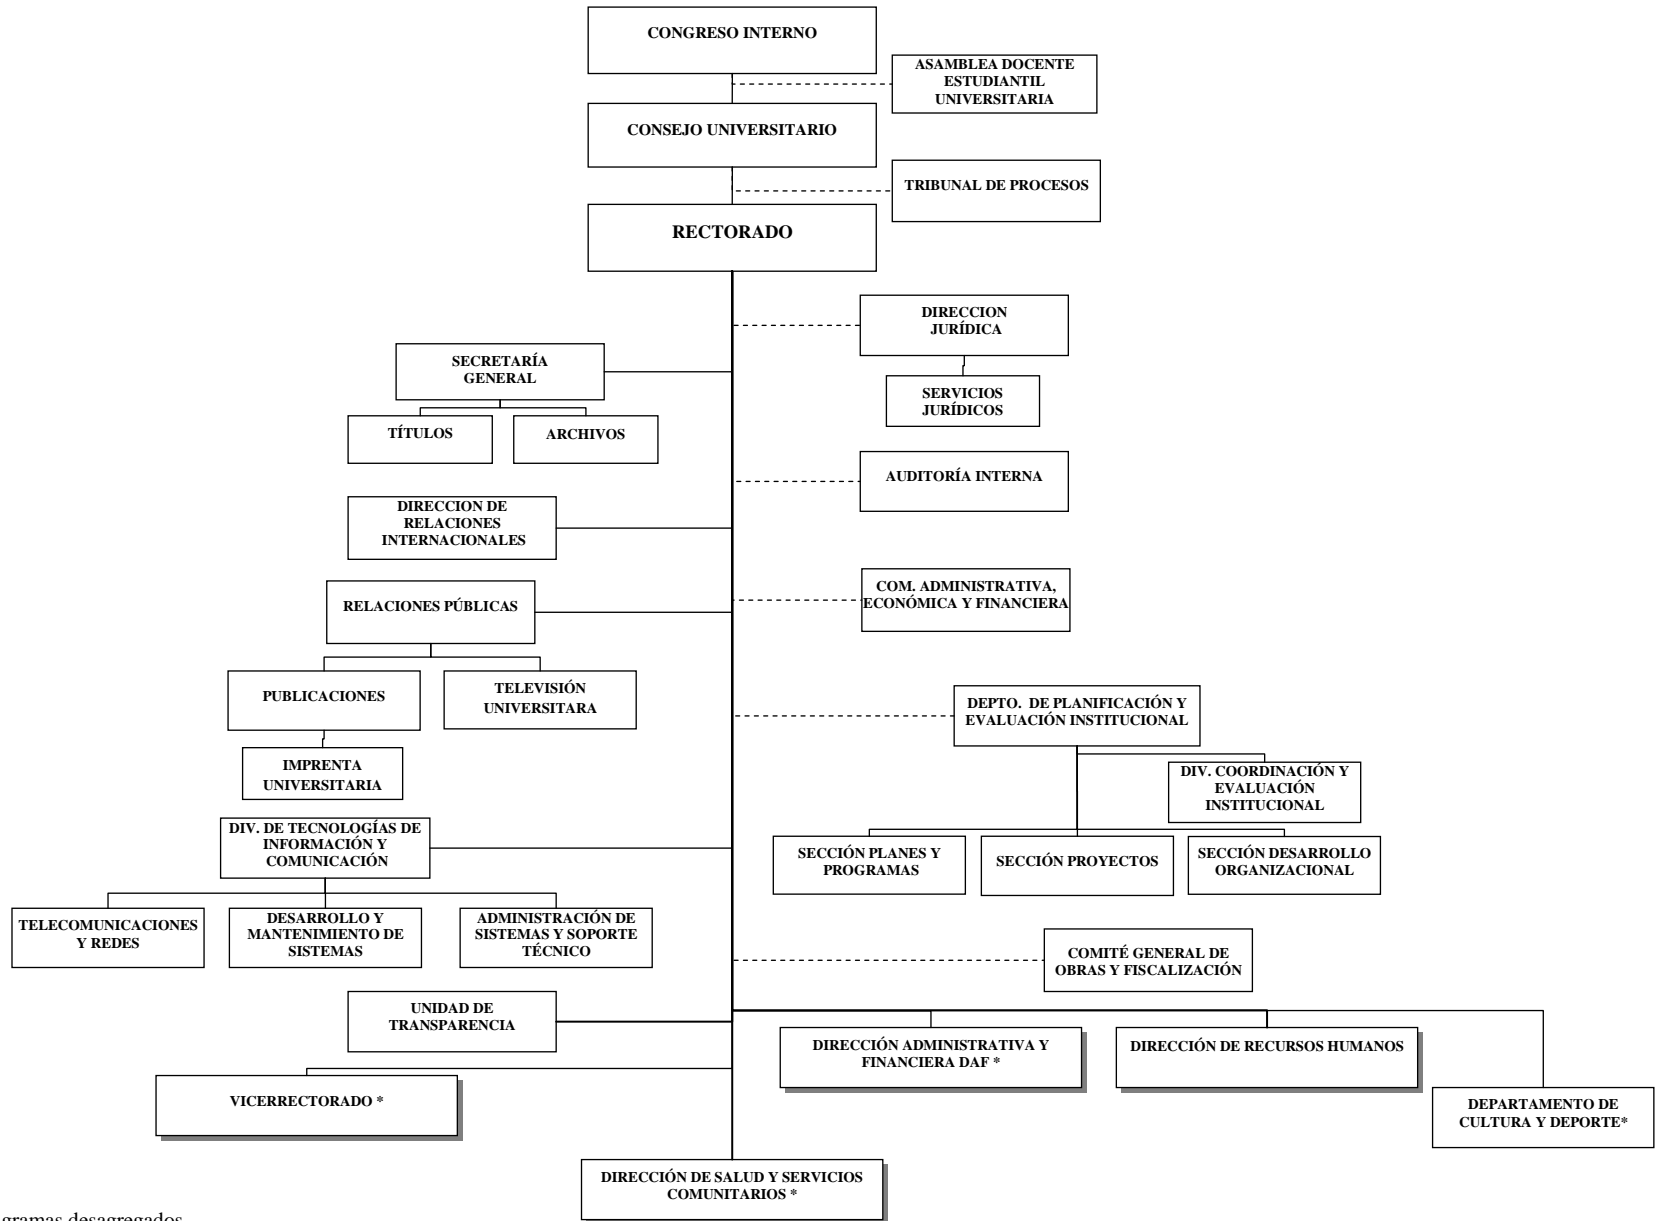 CONGRESO INTERNO
ASAMBLEA DOCENTE
ESTUDIANTIL
UNIVERSITARIA
CONSEJO UNIVERSITARIO
TRIBUNAL DE PROCESOS
RECTORADO
DIRECCION
JURÍDICA
SERVICIOS
JURÍDICOS
SECRETARÍA
GENERAL
TÍTULOS
ARCHIVOS
AUDITORÍA INTERNA
DIRECCION DE
RELACIONES
INTERNACIONALES
COM. ADMINISTRATIVA,
ECONÓMICA Y FINANCIERA
RELACIONES PÚBLICAS
PUBLICACIONES
TELEVISIÓN
UNIVERSITARA
IMPRENTA
UNIVERSITARIA
DEPTO. DE PLANIFICACIÓN Y
EVALUACIÓN INSTITUCIONAL
DIV. COORDINACIÓN Y
EVALUACIÓN
INSTITUCIONAL
SECCIÓN PLANES Y
PROGRAMAS
SECCIÓN PROYECTOS
SECCIÓN DESARROLLO
ORGANIZACIONAL
DIV. DE TECNOLOGÍAS DE
INFORMACIÓN Y
COMUNICACIÓN
TELECOMUNICACIONES
Y REDES
DESARROLLO Y
MANTENIMIENTO DE
SISTEMAS
ADMINISTRACIÓN DE
SISTEMAS Y SOPORTE
TÉCNICO
COMITÉ GENERAL DE
OBRAS Y FISCALIZACIÓN
UNIDAD DE
TRANSPARENCIA
DIRECCIÓN ADMINISTRATIVA Y
FINANCIERA DAF *
DIRECCIÓN DE RECURSOS HUMANOS
VICERRECTORADO *
DEPARTAMENTO DE
CULTURA Y DEPORTE*
DIRECCIÓN DE SALUD Y SERVICIOS
COMUNITARIOS *
gramas desagregados